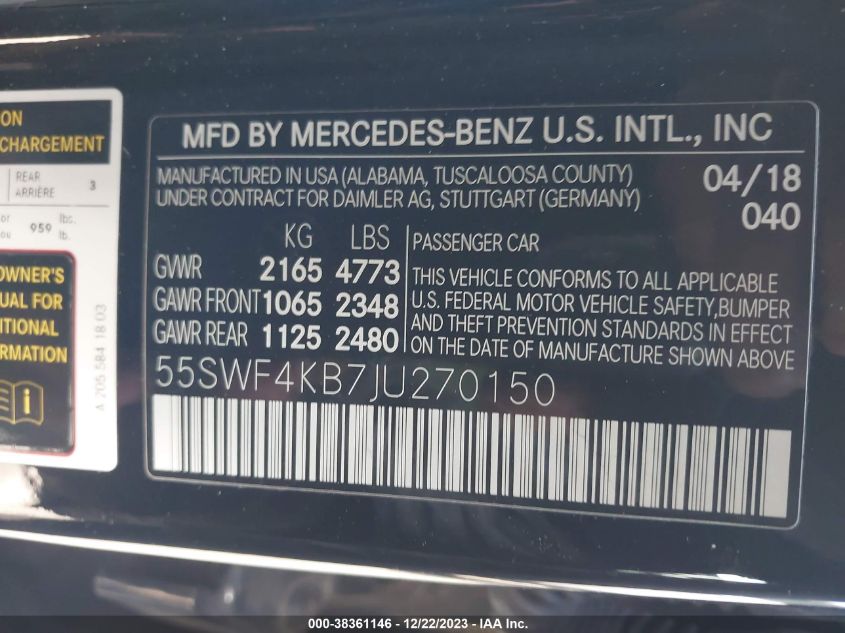 ON
CHARGEMENT
REAR
ARRIÈRE
3
or
ou
959
lbs.
lb.
OWNER'S
UAL FOR
ITIONAL
RMATION
A 205 584 18 03
MFD BY MERCEDES-BENZ U.S. INTL., INC
MANUFACTURED IN USA (ALABAMA, TUSCALOOSA COUNTY)
UNDER CONTRACT FOR DAIMLER AG, STUTTGART (GERMANY)
04/18
040
KG LBS
GVWR 2165 4773
GAWR FRONT 1065 2348
GAWR REAR 1125 2480
PASSENGER CAR
THIS VEHICLE CONFORMS TO ALL APPLICABLE
U.S. FEDERAL MOTOR VEHICLE SAFETY,BUMPER
AND THEFT PREVENTION STANDARDS IN EFFECT
ON THE DATE OF MANUFACTURE SHOWN ABOVE
55SWF4KB7JU270150
000-38361146 - 12/22/2023 - IAA Inc.